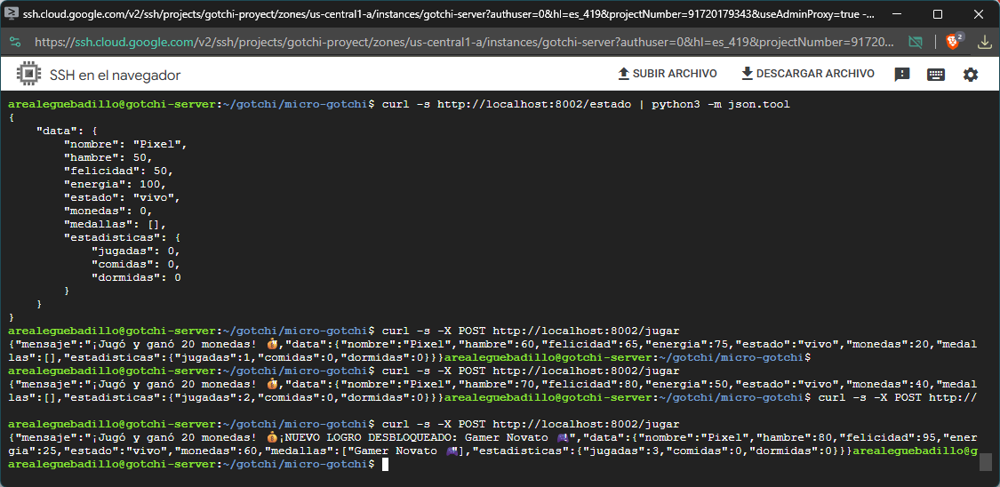 ssh.cloud.google.com/v2/ssh/projects/gotchi-proyect/zones/us-central1-a/instances/gotchi-server?authuser=0&hl=es_419&projectNumber=91720179343&useAdminProxy=true -...
https://ssh.cloud.google.com/v2/ssh/projects/gotchi-proyect/zones/us-central1-a/instances/gotchi-server?authuser=0&hl=es_419&projectNumber=91720...
2
SSH en el navegador
SUBIR ARCHIVO
DESCARGAR ARCHIVO
arealeguebadillo@gotchi-server:~/gotchi/micro-gotchi$ curl -s http://localhost:8002/estado | python3 -m json.tool
{
    "data": {
        "nombre": "Pixel",
        "hambre": 50,
        "felicidad": 50,
        "energia": 100,
        "estado": "vivo",
        "monedas": 0,
        "medallas": [],
        "estadisticas": {
            "jugadas": 0,
            "comidas": 0,
            "dormidas": 0
        }
    }
}
arealeguebadillo@gotchi-server:~/gotchi/micro-gotchi$ curl -s -X POST http://localhost:8002/jugar
{"mensaje":"¡Jugó y ganó 20 monedas! 💰,"data":{"nombre":"Pixel","hambre":60,"felicidad":65,"energia":75,"estado":"vivo","monedas":20,"medal
las":[],"estadisticas":{"jugadas":1,"comidas":0,"dormidas":0}}}arealeguebadillo@gotchi-server:~/gotchi/micro-gotchi$
arealeguebadillo@gotchi-server:~/gotchi/micro-gotchi$ curl -s -X POST http://localhost:8002/jugar
{"mensaje":"¡Jugó y ganó 20 monedas! 💰,"data":{"nombre":"Pixel","hambre":70,"felicidad":80,"energia":50,"estado":"vivo","monedas":40,"medal
las":[],"estadisticas":{"jugadas":2,"comidas":0,"dormidas":0}}}arealeguebadillo@gotchi-server:~/gotchi/micro-gotchi$ curl -s -X POST http://
arealeguebadillo@gotchi-server:~/gotchi/micro-gotchi$ curl -s -X POST http://localhost:8002/jugar
{"mensaje":"¡Jugó y ganó 20 monedas! 💰¡NUEVO LOGRO DESBLOQUEADO: Gamer Novato 🎮","data":{"nombre":"Pixel","hambre":80,"felicidad":95,"ener
gia":25,"estado":"vivo","monedas":60,"medallas":["Gamer Novato 🎮],"estadisticas":{"jugadas":3,"comidas":0,"dormidas":0}}}arealeguebadillo@g
arealeguebadillo@gotchi-server:~/gotchi/micro-gotchi$